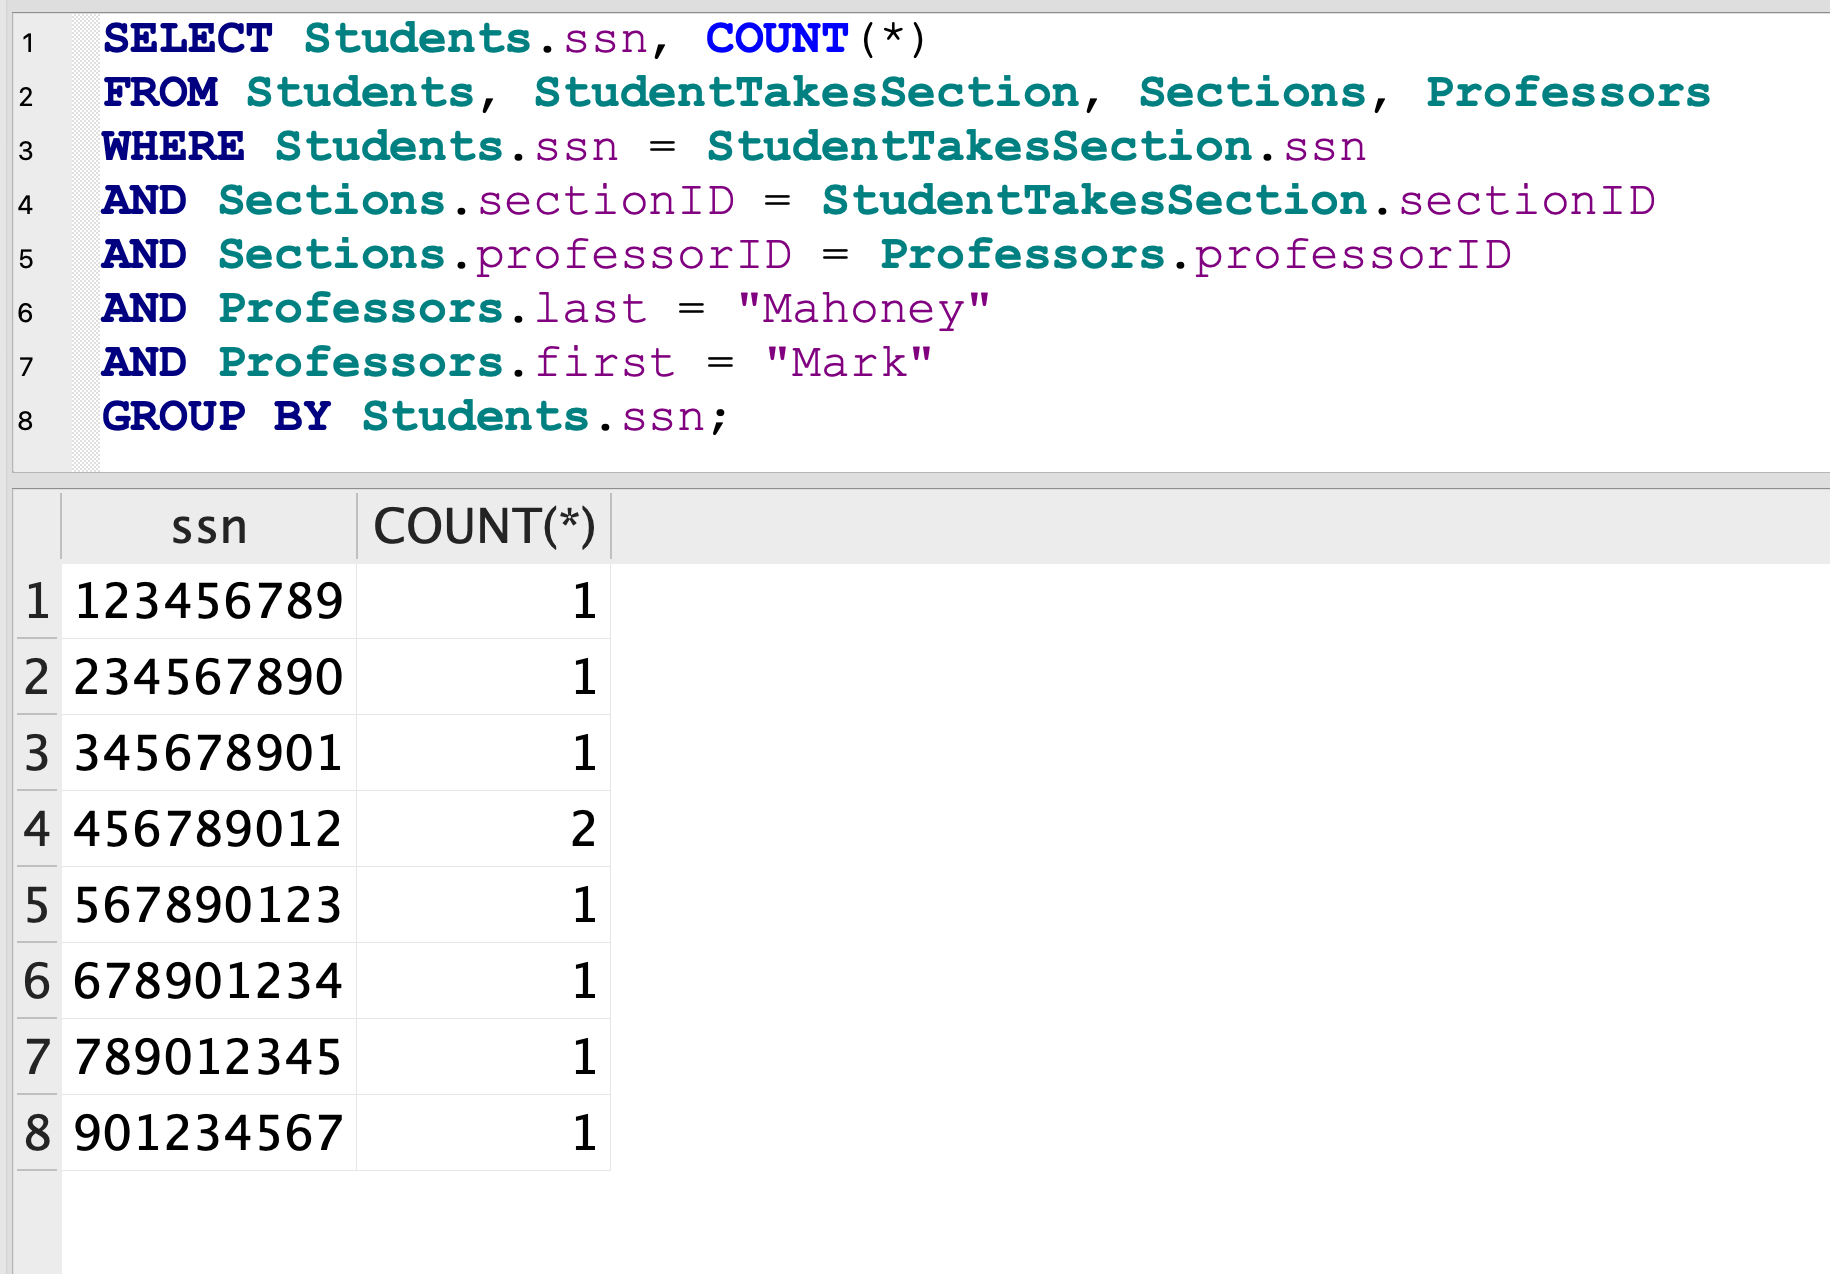 1 SELECT Students.ssn, COUNT(*)
2 FROM Students, StudentTakesSection, Sections, Professors
3 WHERE Students.ssn = StudentTakesSection.ssn
4 AND Sections.sectionID = StudentTakesSection.sectionID
5 AND Sections.professorID = Professors.professorID
6 AND Professors.last = "Mahoney"
7 AND Professors.first = "Mark"
8 GROUP BY Students.ssn;
ssn COUNT(*)
1 123456789 1
2 234567890 1
3 345678901 1
4 456789012 2
5 567890123 1
6 678901234 1
7 789012345 1
8 901234567 1